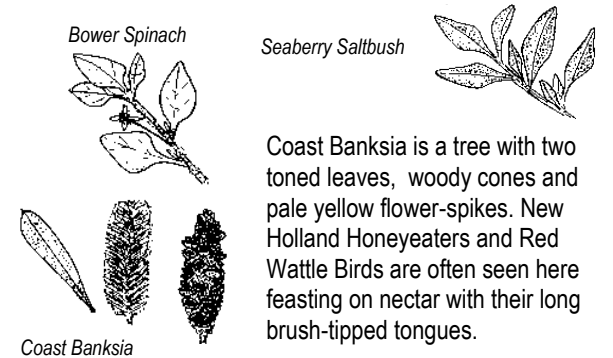 Bower Spinach
Seaberry Saltbush
Coast Banksia is a tree with two
toned leaves, woody cones and
pale yellow flower-spikes. New
Holland Honeyeaters and Red
Wattle Birds are often seen here
feasting on nectar with their long
brush-tipped tongues.
Coast Banksia